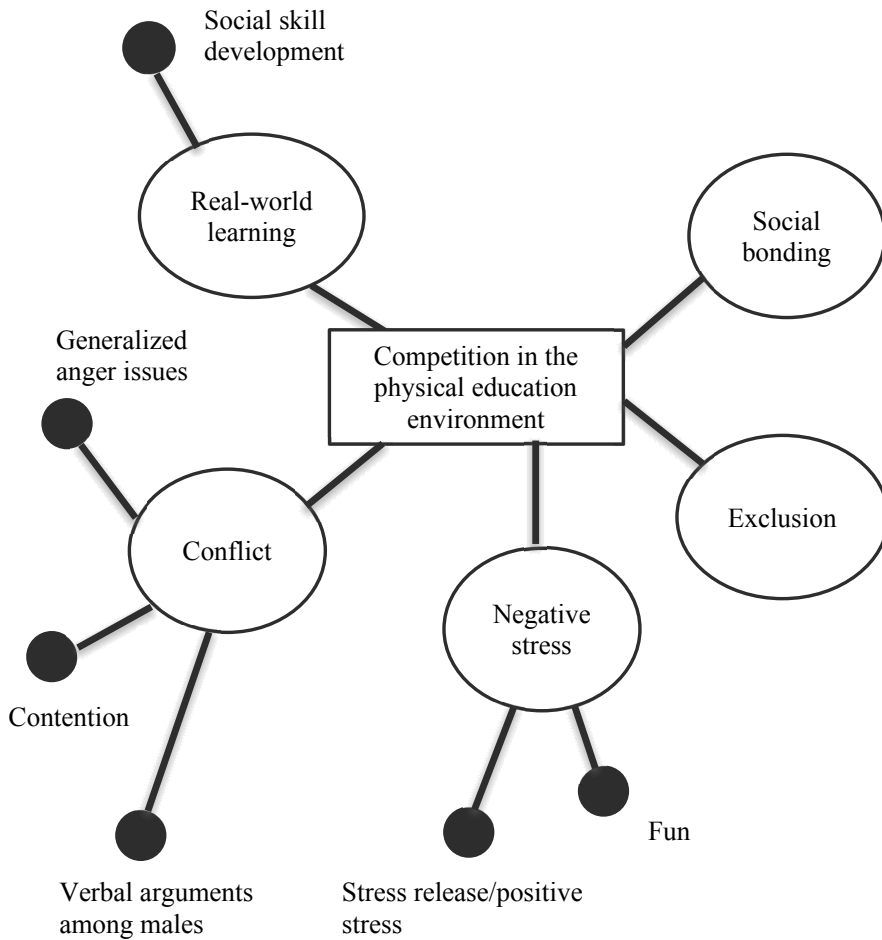 Social skill
development
Real-world
learning
Social
bonding
Generalized
anger issues
Competition in the
physical education
environment
Conflict
Exclusion
Negative
stress
Contention
Fun
Verbal arguments
among males
Stress release/positive
stress